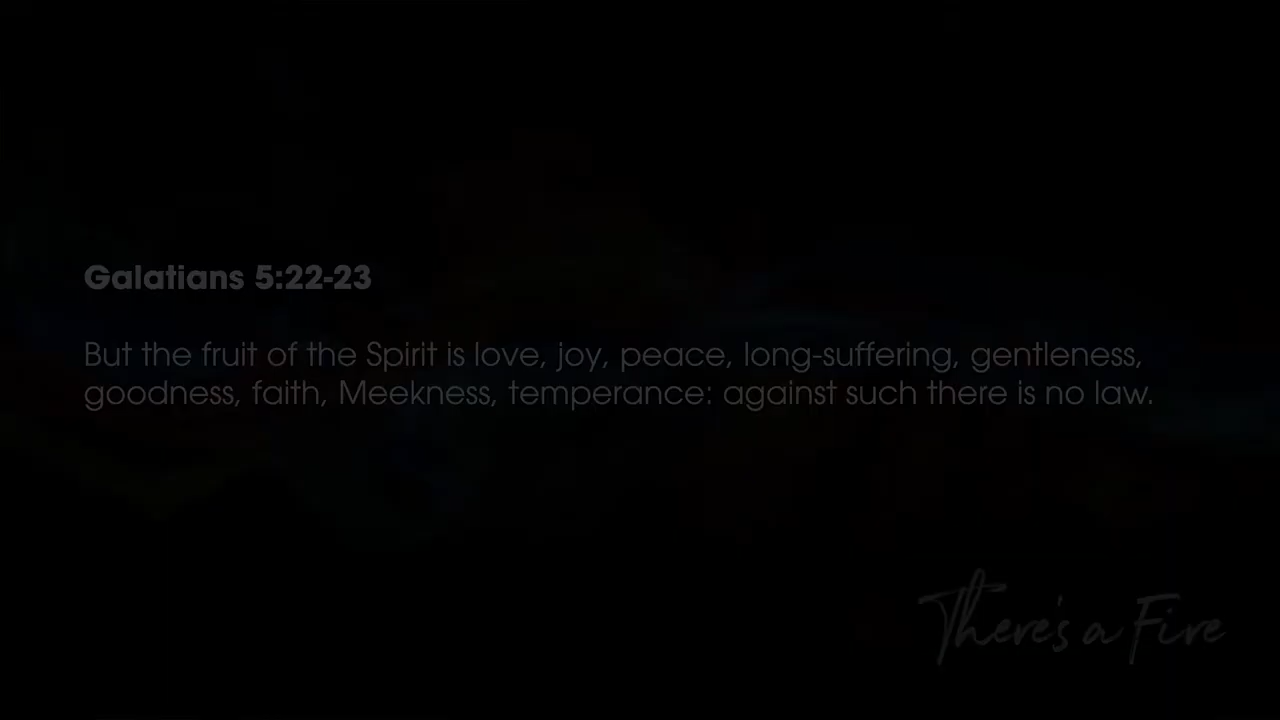 Galatians 5:22-23
But the fruit of the Spirit is love, joy, peace, long-suffering, gentleness,
goodness, faith, Meekness, temperance: against such there is no law.
There's a Fire